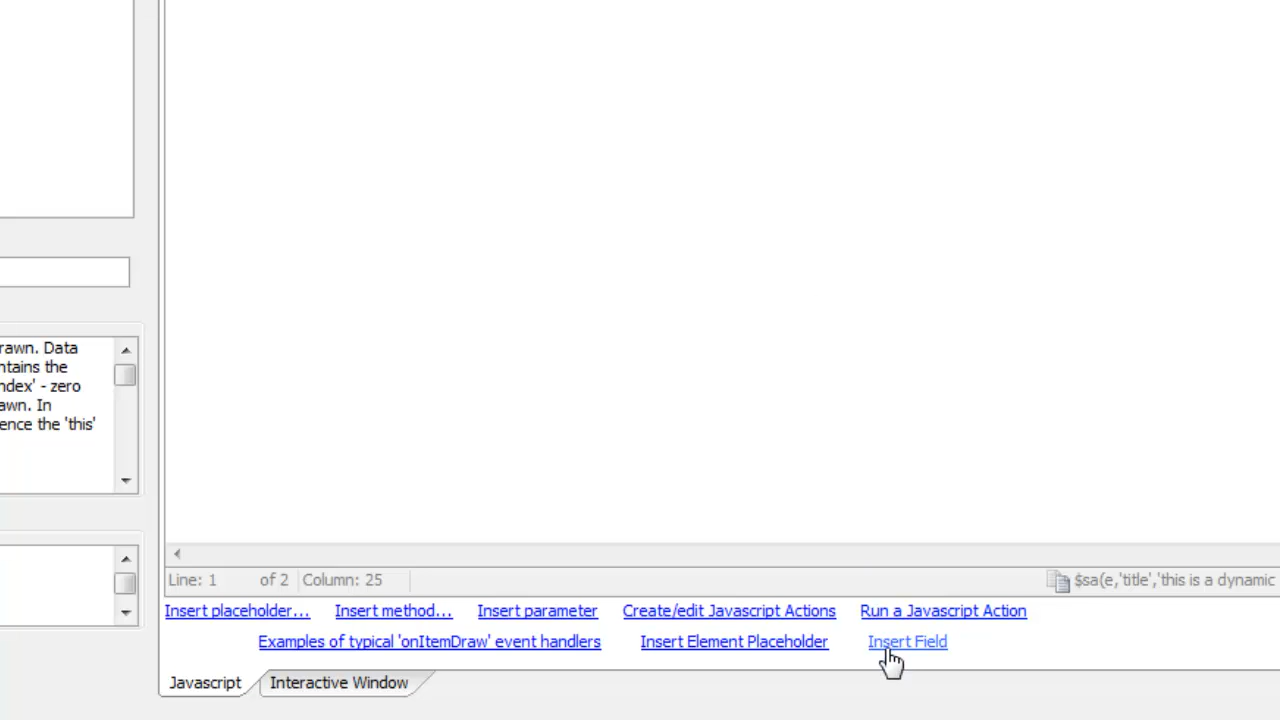 rawn. Data
ntains the
ndex' - zero
awn. In
ence the 'this'
Line: 1 of 2 Column: 25
$sa(e,'title','this is a dynamic
Insert placeholder... Insert method... Insert parameter Create/edit Javascript Actions Run a Javascript Action
Examples of typical 'onItemDraw' event handlers Insert Element Placeholder Insert Field
Javascript Interactive Window